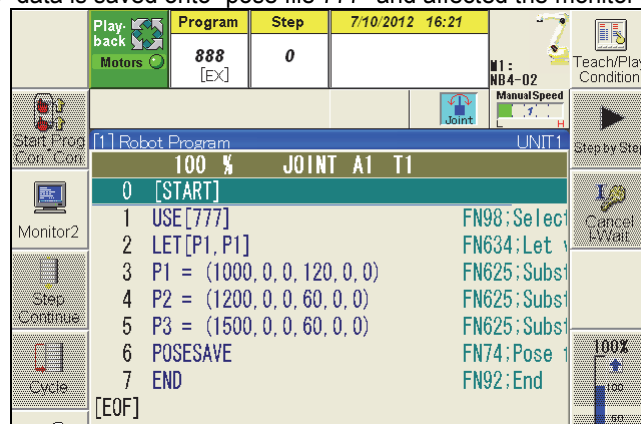 data is saved onto "pose file 777" and affected the monitor
Play-
back
Motors
Program
888
[EX]
Step
0
7/10/2012 16:21
M1:
NB4-02
Teach/Play
Condition
Joint
Manual Speed
1
L H
Start Prog
Con Con
[1] Robot Program UNIT1
Step by Step
100 % JOINT A1 T1
0 [START]
1 USE[777] FN98;Select
2 LET[P1, P1] FN634;Let v
3 P1 = (1000, 0, 0, 120, 0, 0) FN625;Subst
4 P2 = (1200, 0, 0, 60, 0, 0) FN625;Subst
5 P3 = (1500, 0, 0, 60, 0, 0) FN625;Subst
6 POSESAVE FN74;Pose f
7 END FN92;End
[EOF]
Monitor2
Step
Continue
Cycle
Cancel
I-Wait
100%
100
60